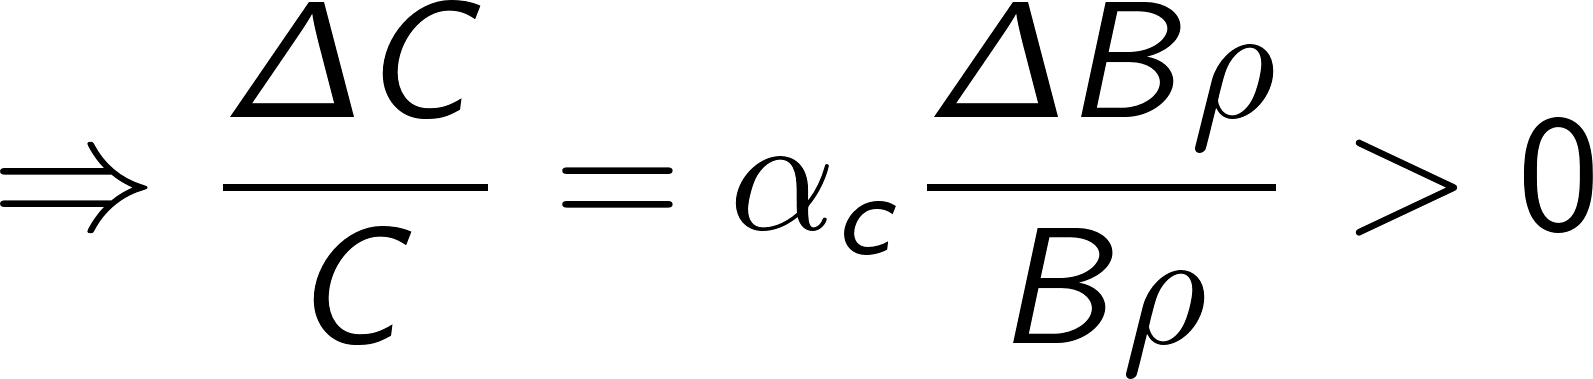 ⇒ ΔC/C = α_c ΔBρ/Bρ > 0